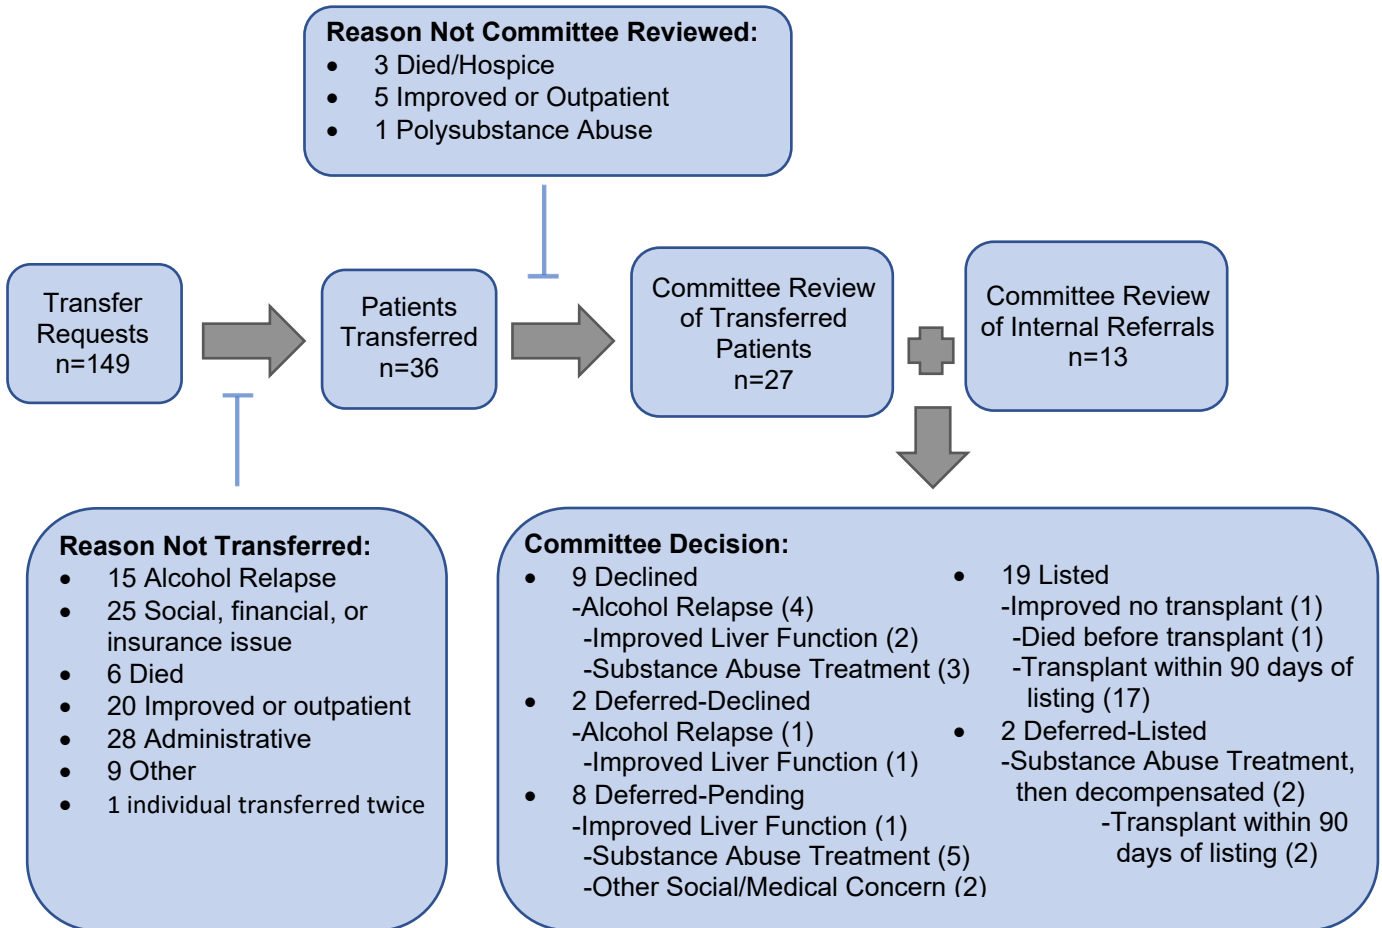 Reason Not Committee Reviewed:
• 3 Died/Hospice
• 5 Improved or Outpatient
• 1 Polysubstance Abuse
Transfer
Requests
n=149
Patients
Transferred
n=36
Committee Review
of Transferred
Patients
n=27
Committee Review
of Internal Referrals
n=13
Reason Not Transferred:
• 15 Alcohol Relapse
• 25 Social, financial, or
insurance issue
• 6 Died
• 20 Improved or outpatient
• 28 Administrative
• 9 Other
• 1 individual transferred twice
Committee Decision:
• 9 Declined
-Alcohol Relapse (4)
-Improved Liver Function (2)
-Substance Abuse Treatment (3)
• 2 Deferred-Declined
-Alcohol Relapse (1)
-Improved Liver Function (1)
• 8 Deferred-Pending
-Improved Liver Function (1)
-Substance Abuse Treatment (5)
-Other Social/Medical Concern (2)
• 19 Listed
-Improved no transplant (1)
-Died before transplant (1)
-Transplant within 90 days of
listing (17)
• 2 Deferred-Listed
-Substance Abuse Treatment,
then decompensated (2)
-Transplant within 90
days of listing (2)